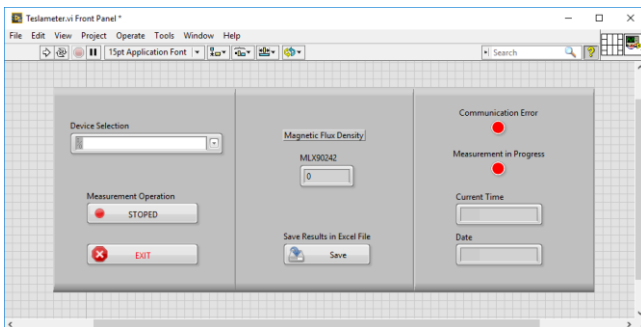 Teslameter.vi Front Panel *
File Edit View Project Operate Tools Window Help
15pt Application Font
Search
?
Device Selection
Measurement Operation
STOPED
EXIT
Magnetic Flux Density
MLX90242
0
Save Results in Excel File
Save
Communication Error
Measurement in Progress
Current Time
Date